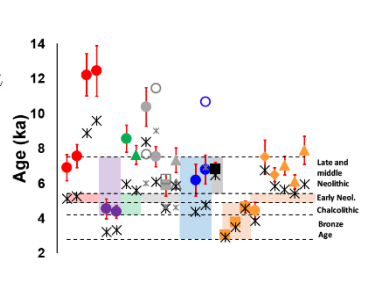 Age (ka)
14
12
10
8
6
4
2
Late and
middle
Neolithic
Early Neol.
Chalcolithic
Bronze
Age